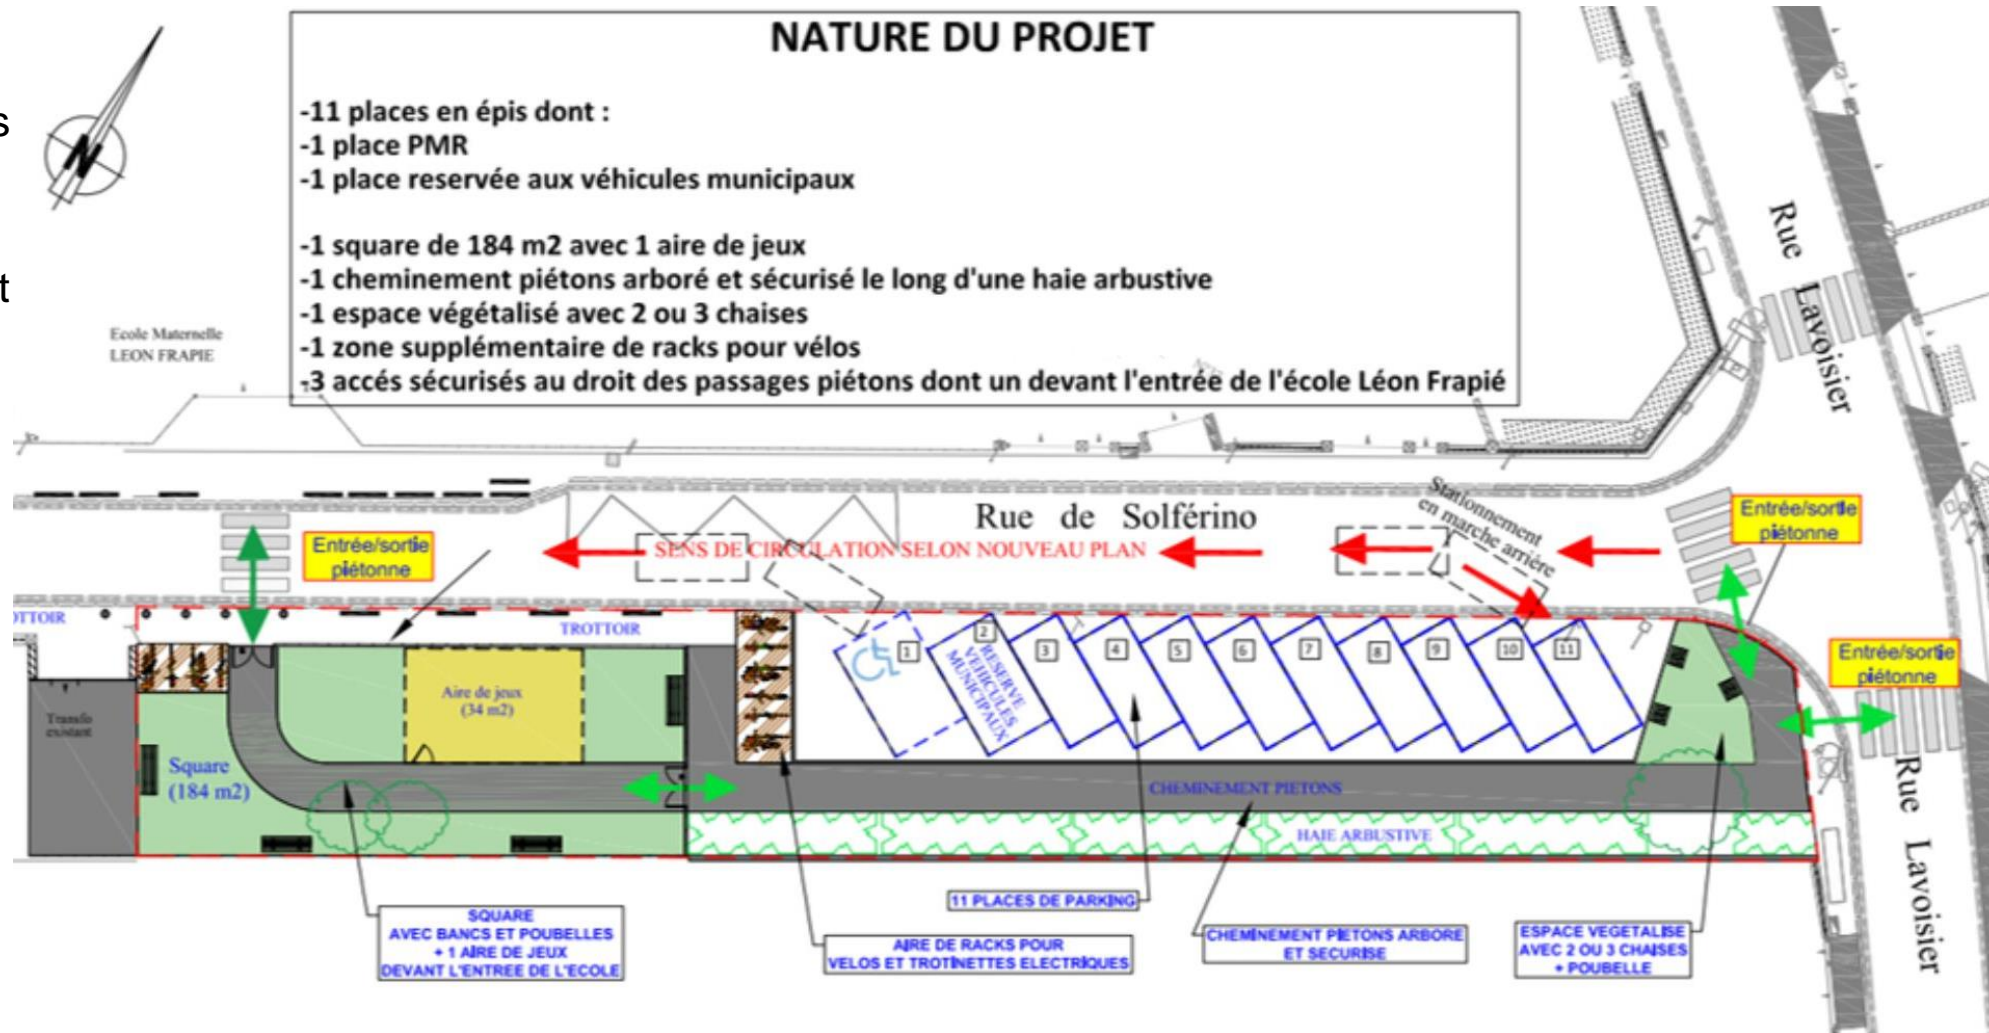 s
t
N
NATURE DU PROJET
-11 places en épis dont :
-1 place PMR
-1 place reservée aux véhicules municipaux
-1 square de 184 m2 avec 1 aire de jeux
-1 cheminement piétons arboré et sécurisé le long d'une haie arbustive
-1 espace végétalisé avec 2 ou 3 chaises
-1 zone supplémentaire de racks pour vélos
-3 accés sécurisés au droit des passages piétons dont un devant l'entrée de l'école Léon Frapié
Ecole Maternelle
LEON FRAPIE
Rue Lavoisier
Rue de Solférino
Stationnement
en marche arrière
SENS DE CIRCULATION SELON NOUVEAU PLAN
Entrée/sortie
piétonne
Entrée/sortie
piétonne
Entrée/sortie
piétonne
OTTOIR
TROTTOIR
1
2
3
4
5
6
7
8
9
10
11
RESERVE
VEHICULES
MUNICIPAUX
Aire de jeux
(34 m2)
Transfo
existant
Square
(184 m2)
CHEMINEMENT PIETONS
HAIE ARBUSTIVE
Rue Lavoisier
SQUARE
AVEC BANCS ET POUBELLES
+ 1 AIRE DE JEUX
DEVANT L'ENTREE DE L'ECOLE
AIRE DE RACKS POUR
VELOS ET TROTINETTES ELECTRIQUES
11 PLACES DE PARKING
CHEMINEMENT PIETONS ARBORE
ET SECURISE
ESPACE VEGETALISE
AVEC 2 OU 3 CHAISES
+ POUBELLE